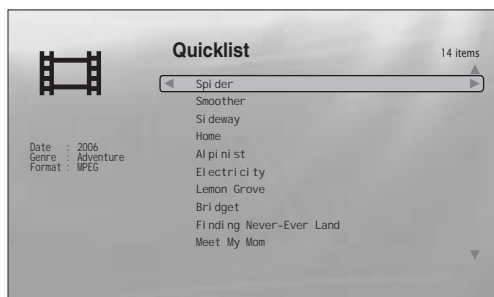 Quicklist
14 items
Spider
Smoother
Sideway
Home
Alpinist
Electricity
Lemon Grove
Bridget
Finding Never-Ever Land
Meet My Mom
Date : 2006
Genre : Adventure
Format : MPEG